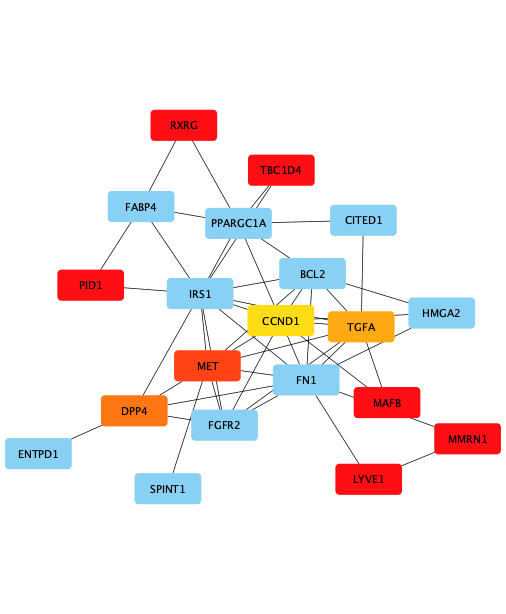 RXRG
TBC1D4
FABP4
PPARGC1A
CITED1
BCL2
PID1
IRS1
HMGA2
CCND1
TGFA
MET
FN1
MAFB
DPP4
FGFR2
MMRN1
ENTPD1
LYVE1
SPINT1